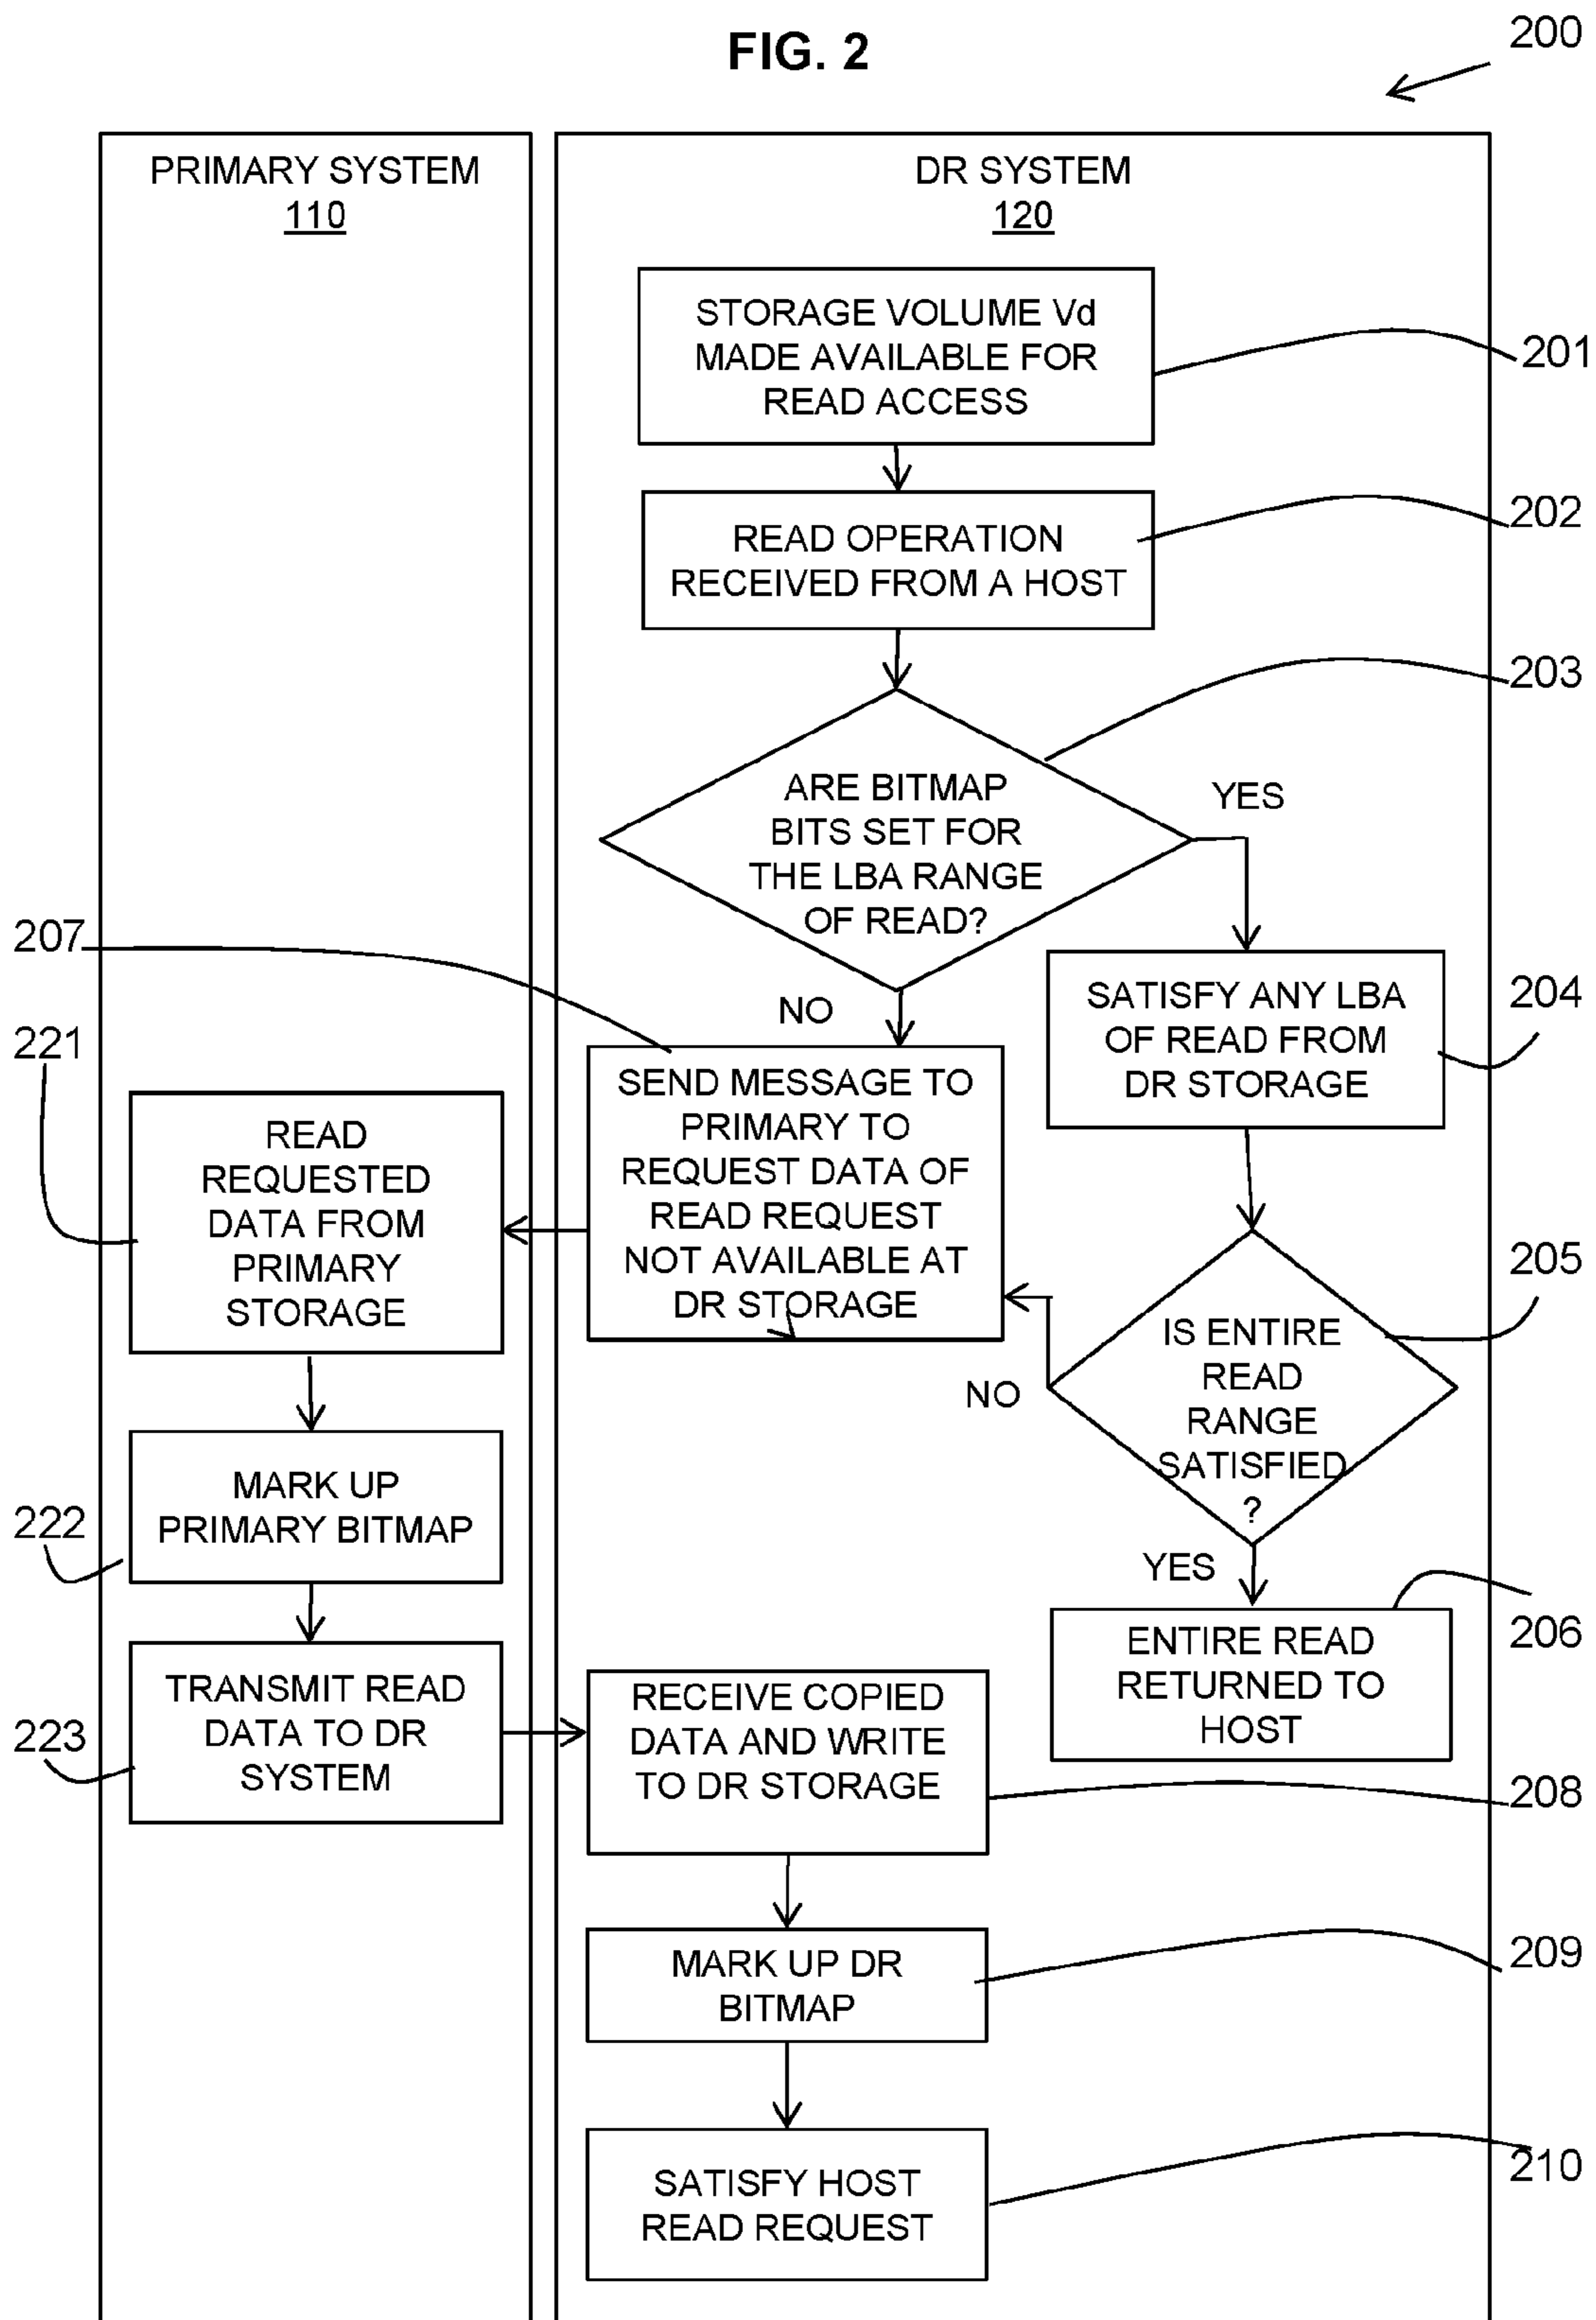 FIG. 2
200
PRIMARY SYSTEM
110
DR SYSTEM
120
STORAGE VOLUME Vd
MADE AVAILABLE FOR
READ ACCESS
201
READ OPERATION
RECEIVED FROM A HOST
202
203
ARE BITMAP
BITS SET FOR
THE LBA RANGE
OF READ?
YES
NO
207
SATISFY ANY LBA
OF READ FROM
DR STORAGE
204
221
SEND MESSAGE TO
PRIMARY TO
REQUEST DATA OF
READ REQUEST
NOT AVAILABLE AT
DR STORAGE
READ
REQUESTED
DATA FROM
PRIMARY
STORAGE
205
IS ENTIRE
READ
RANGE
SATISFIED
?
NO
YES
MARK UP
PRIMARY BITMAP
222
ENTIRE READ
RETURNED TO
HOST
206
TRANSMIT READ
DATA TO DR
SYSTEM
223
RECEIVE COPIED
DATA AND WRITE
TO DR STORAGE
208
MARK UP DR
BITMAP
209
SATISFY HOST
READ REQUEST
210